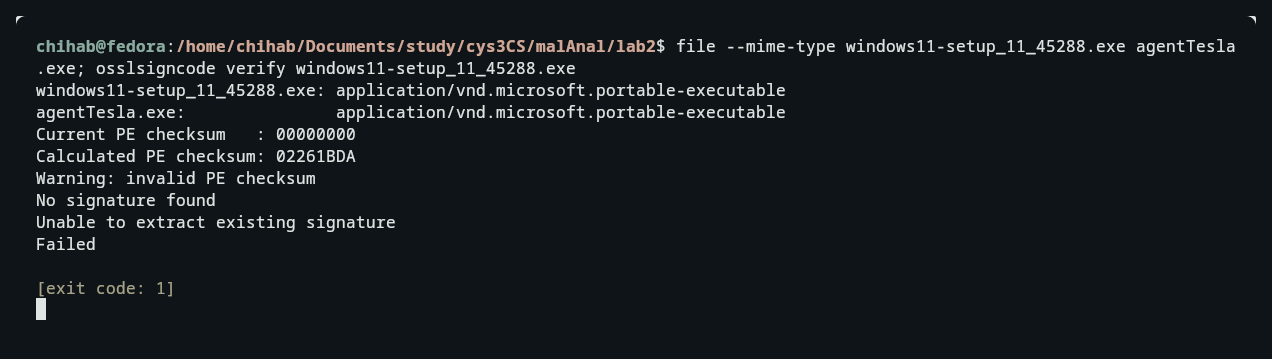 chihab@fedora:/home/chihab/Documents/study/cys3CS/malAnal/lab2$ file --mime-type windows11-setup_11_45288.exe agentTesla
.exe; osslsigncode verify windows11-setup_11_45288.exe
windows11-setup_11_45288.exe: application/vnd.microsoft.portable-executable
agentTesla.exe:               application/vnd.microsoft.portable-executable
Current PE checksum   : 00000000
Calculated PE checksum: 02261BDA
Warning: invalid PE checksum
No signature found
Unable to extract existing signature
Failed
[exit code: 1]